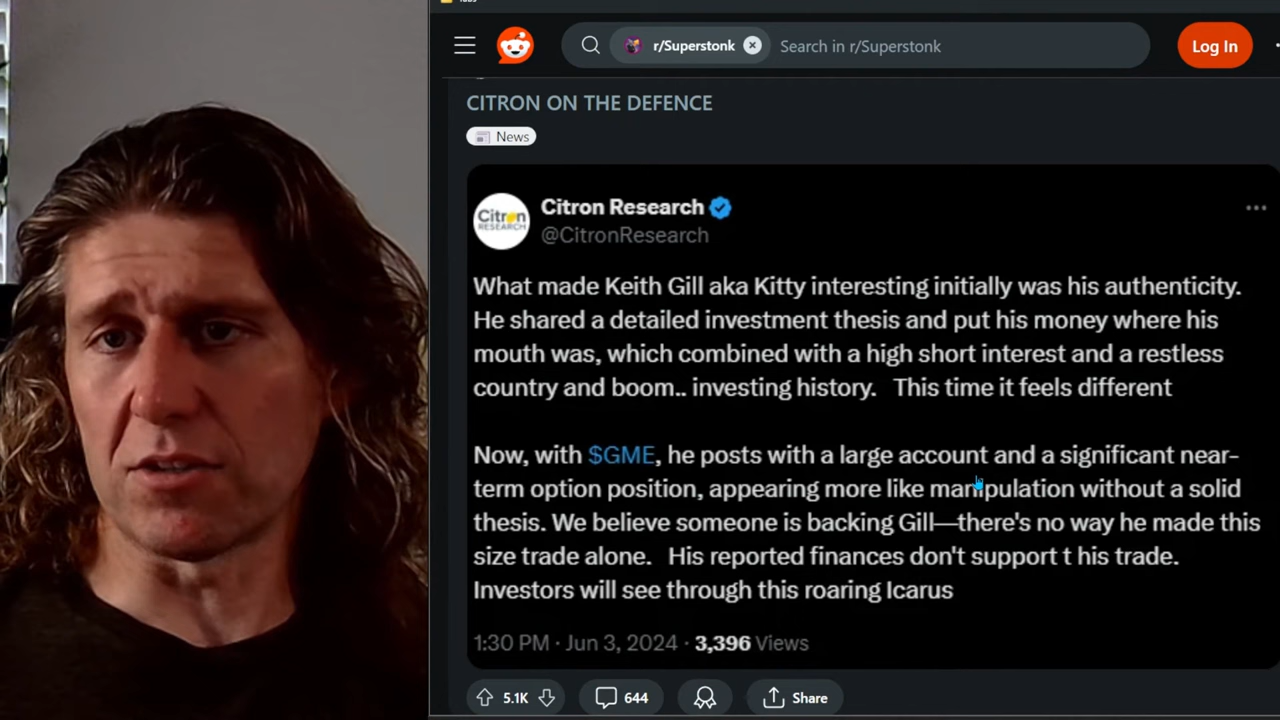 r/Superstonk
Search in r/Superstonk
Log In
CITRON ON THE DEFENCE
News
Citron
RESEARCH
Citron Research
@CitronResearch
What made Keith Gill aka Kitty interesting initially was his authenticity.
He shared a detailed investment thesis and put his money where his
mouth was, which combined with a high short interest and a restless
country and boom.. investing history. This time it feels different
Now, with $GME, he posts with a large account and a significant near-
term option position, appearing more like manipulation without a solid
thesis. We believe someone is backing Gill—there's no way he made this
size trade alone. His reported finances don't support t his trade.
Investors will see through this roaring Icarus
1:30 PM · Jun 3, 2024 · 3,396 Views
5.1K
644
Share